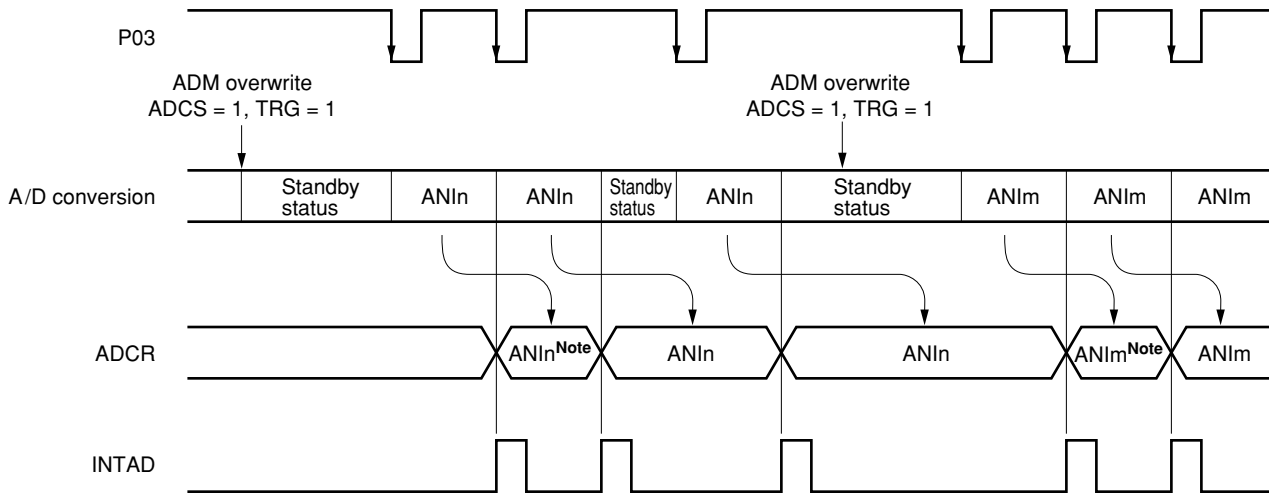 P03
ADM overwrite
ADCS = 1, TRG = 1
ADM overwrite
ADCS = 1, TRG = 1
A/D conversion
Standby
status
ANIn
ANIn
Standby
status
ANIn
Standby
status
ANIm
ANIm
ANIm
ADCR
ANInNote
ANIn
ANIn
ANImNote
ANIm
INTAD